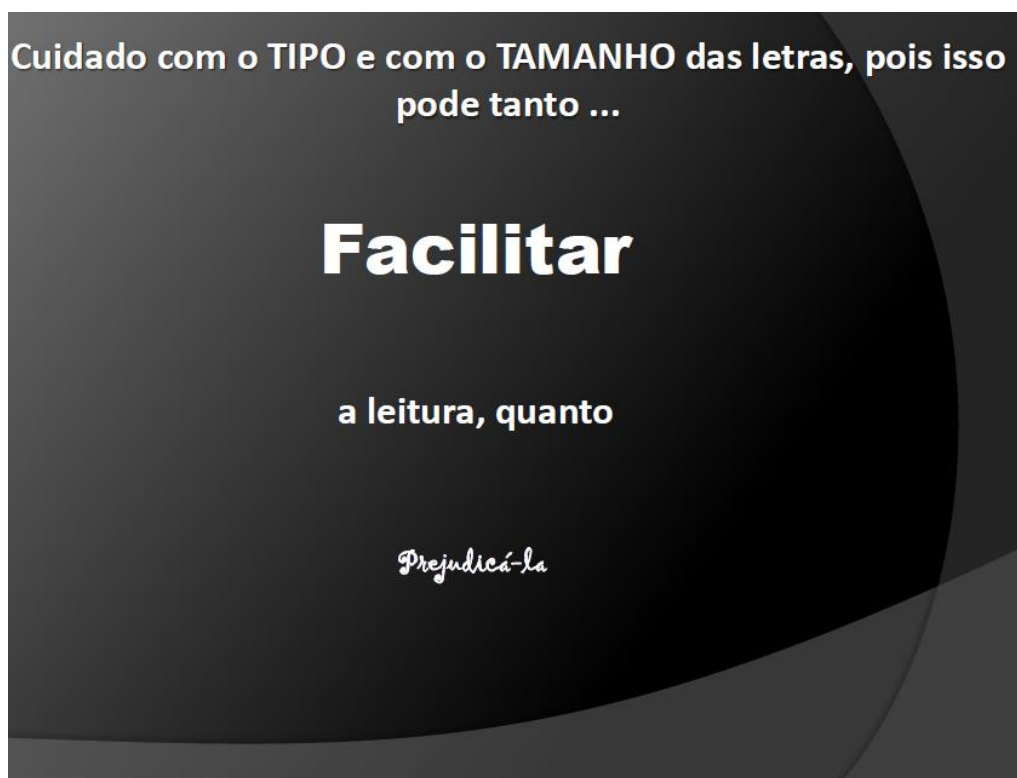 Cuidado com o TIPO e com o TAMANHO das letras, pois isso
pode tanto ...
Facilitar
a leitura, quanto
Prejudicá-la